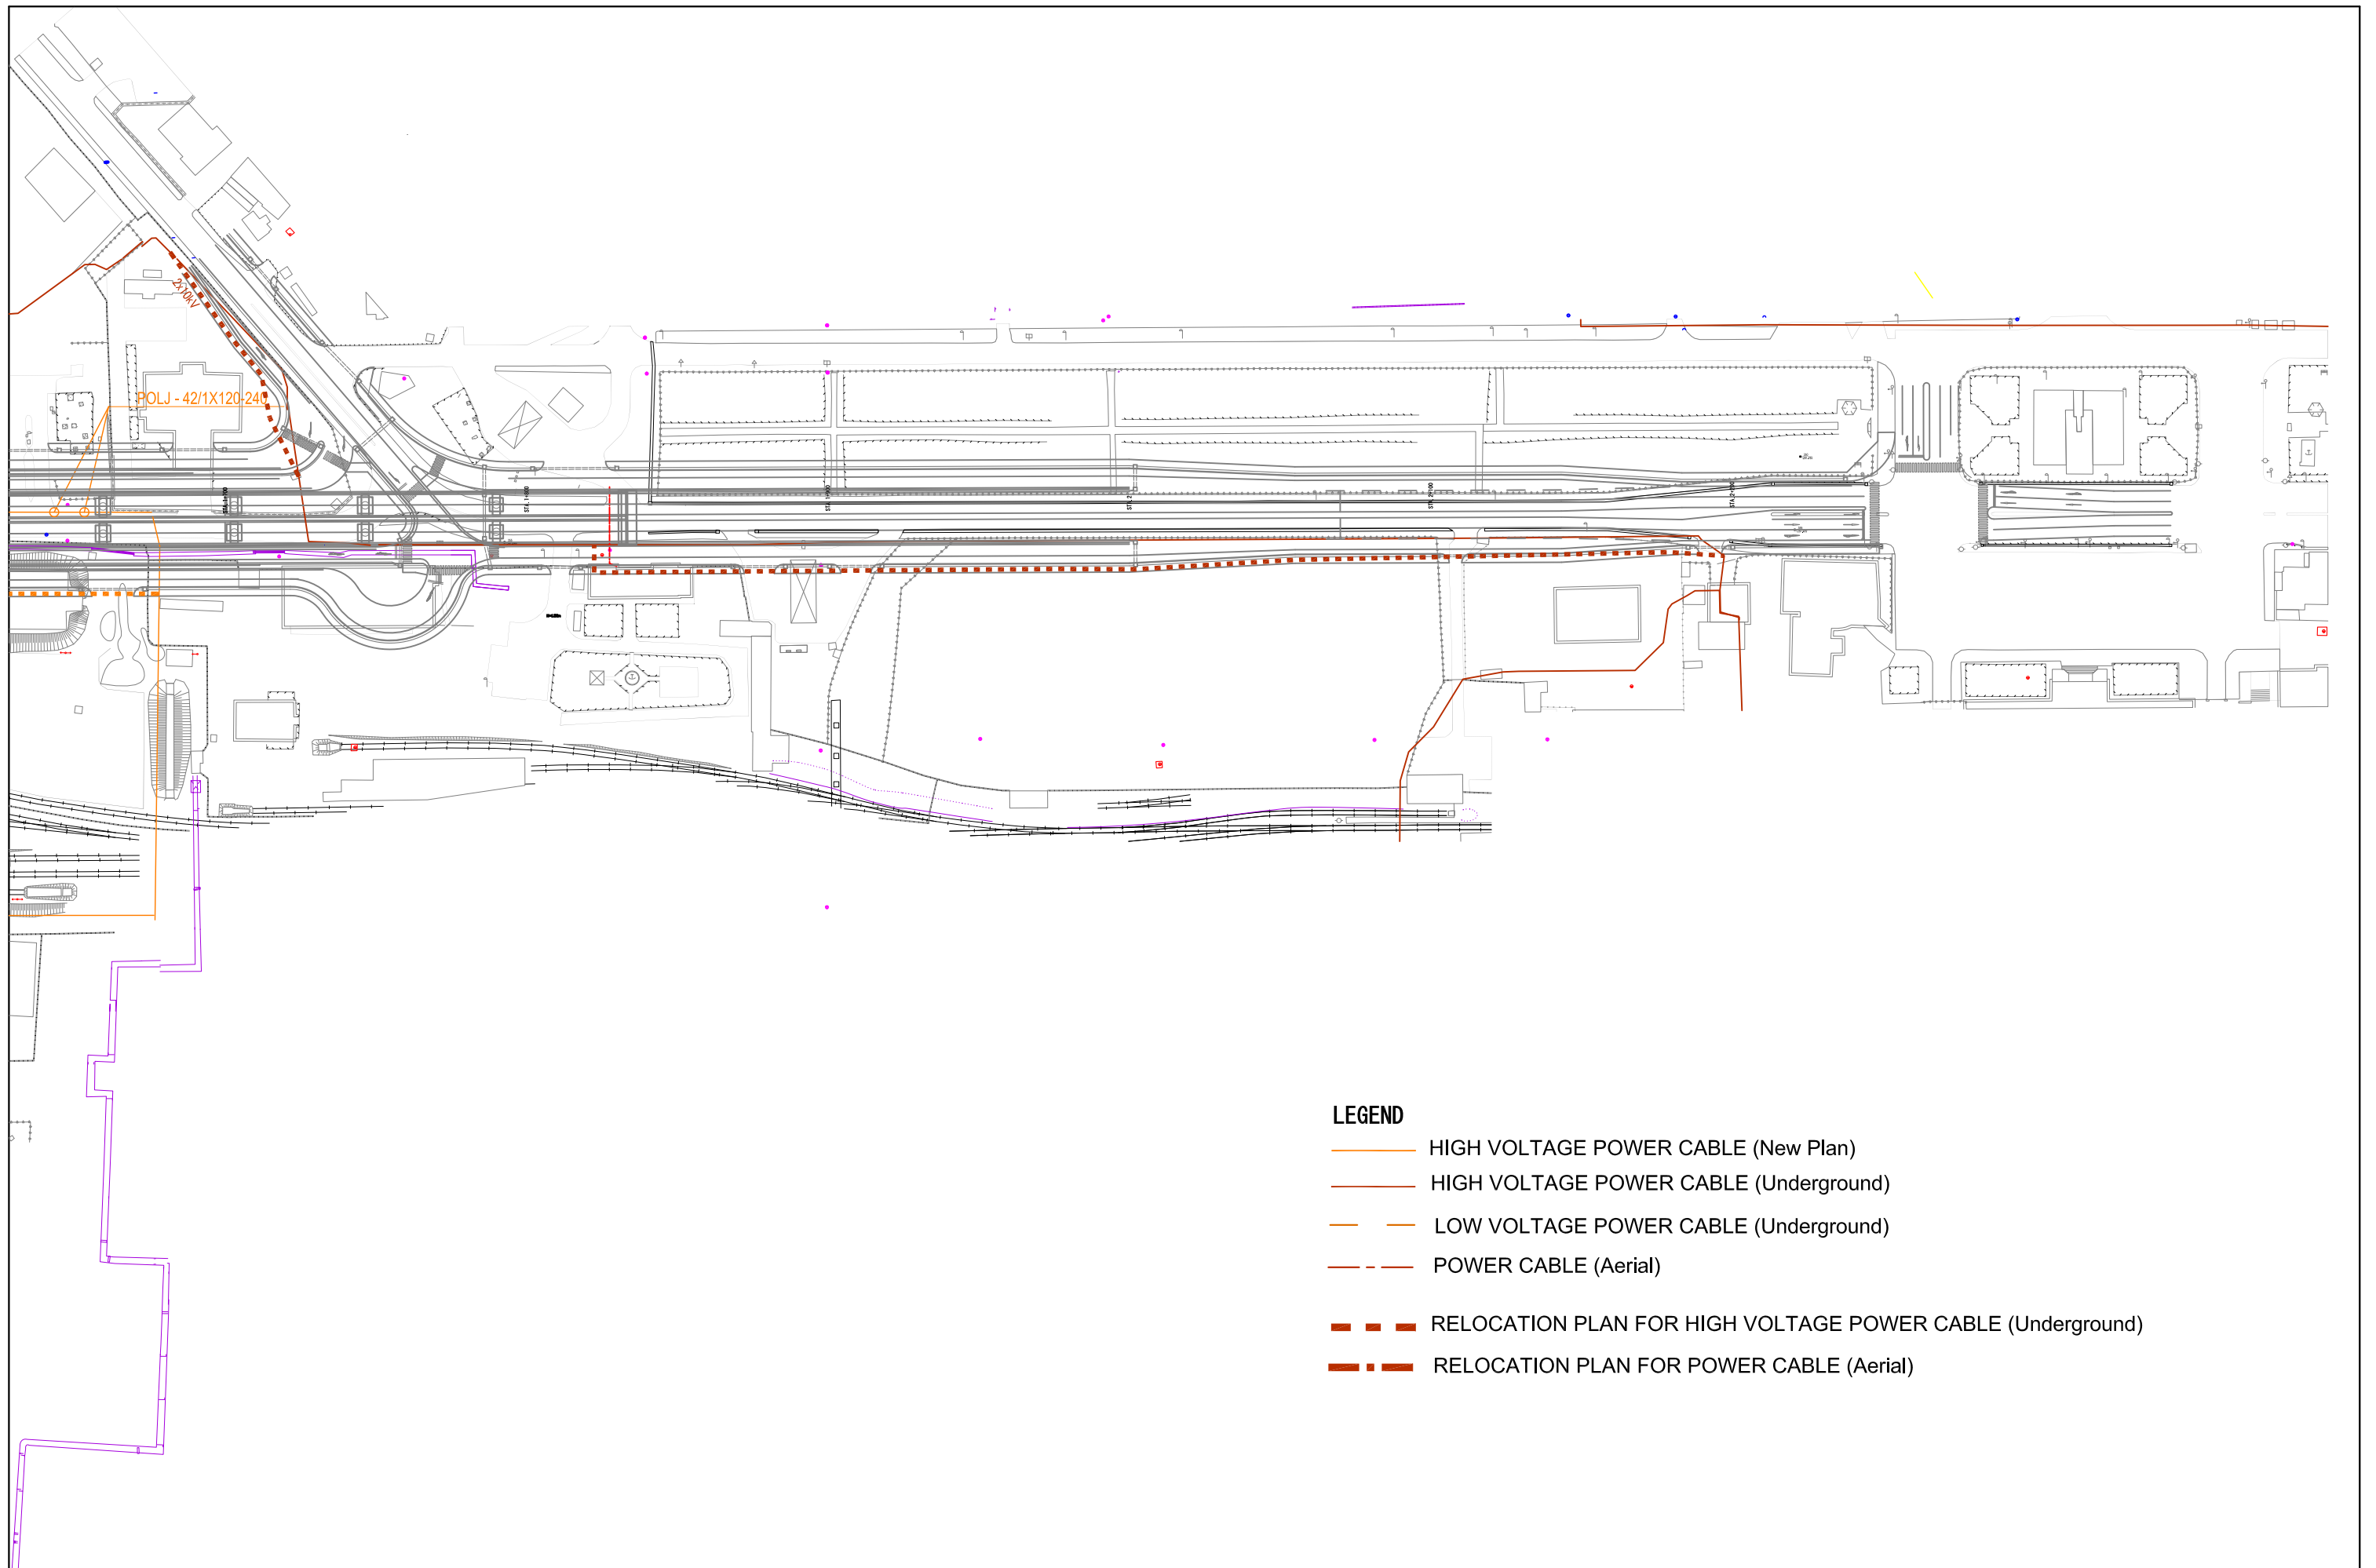 2x10kV
POLJ - 42/1X120-240
LEGEND
HIGH VOLTAGE POWER CABLE (New Plan)
HIGH VOLTAGE POWER CABLE (Underground)
LOW VOLTAGE POWER CABLE (Underground)
POWER CABLE (Aerial)
RELOCATION PLAN FOR HIGH VOLTAGE POWER CABLE (Underground)
RELOCATION PLAN FOR POWER CABLE (Aerial)